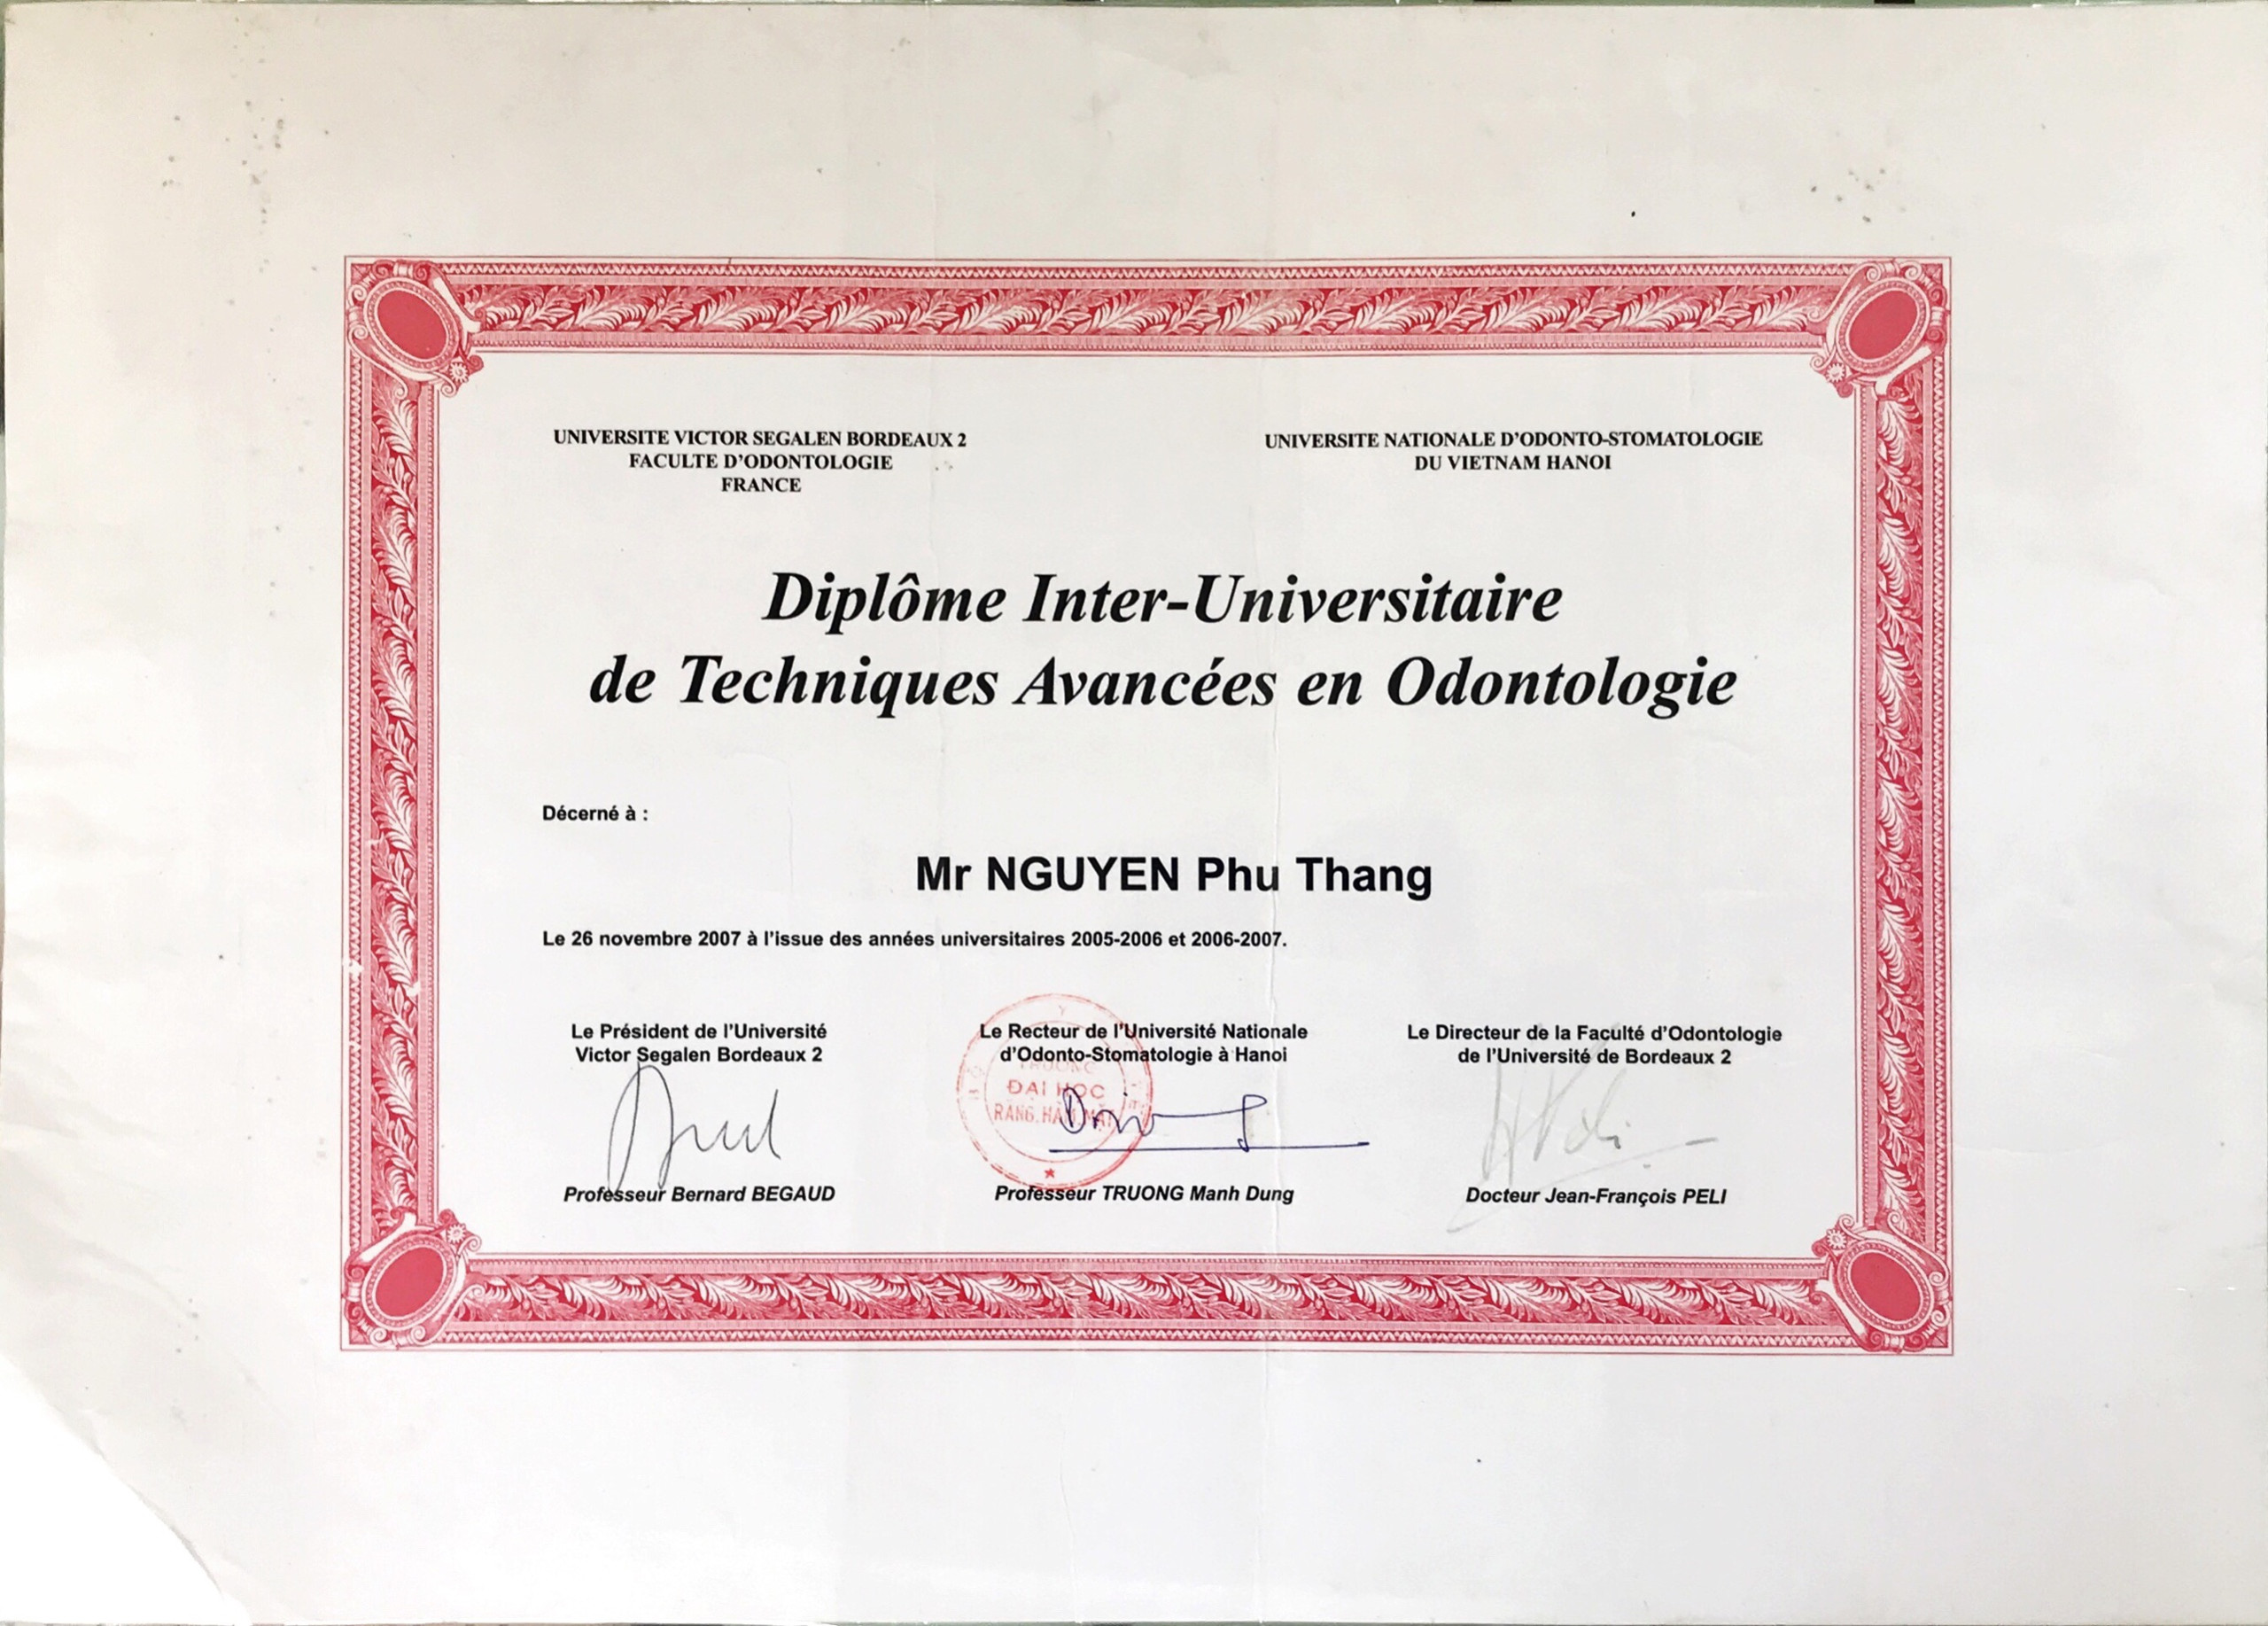 UNIVERSITE VICTOR SEGALEN BORDEAUX 2
FACULTE D'ODONTOLOGIE
FRANCE
UNIVERSITE NATIONALE D'ODONTO-STOMATOLOGIE
DU VIETNAM HANOI
Diplôme Inter-Universitaire
de Techniques Avancées en Odontologie
Décerné à :
Mr NGUYEN Phu Thang
Le 26 novembre 2007 à l'issue des années universitaires 2005-2006 et 2006-2007.
Le Président de l'Université
Victor Segalen Bordeaux 2
Professeur Bernard BEGAUD
Le Recteur de l'Université Nationale
d'Odonto-Stomatologie à Hanoi
TRƯỜNG
ĐẠI HỌC
RĂNG. HÀM MẶT
Professeur TRUONG Manh Dung
Le Directeur de la Faculté d'Odontologie
de l'Université de Bordeaux 2
Docteur Jean-François PELI